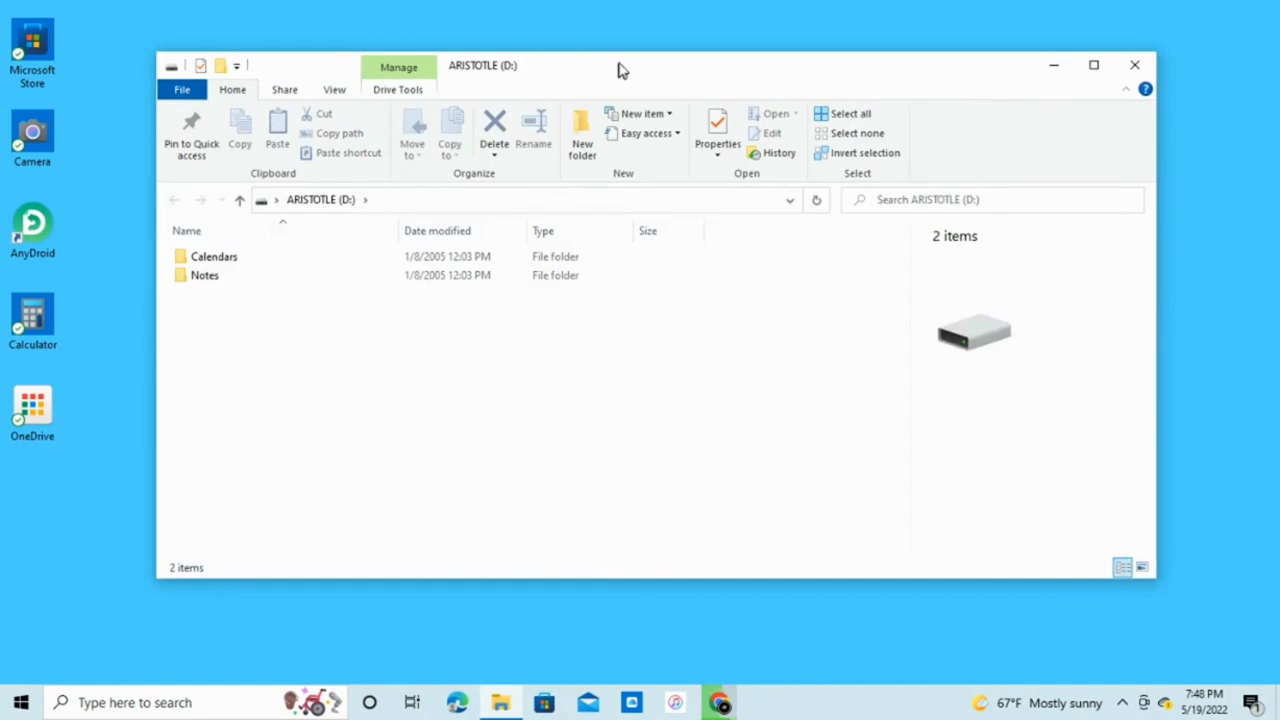 Microsoft
Store
Camera
AnyDroid
Calculator
OneDrive
Manage
ARISTOTLE (D:)
File
Home
Share
View
Drive Tools
Pin to Quick
access
Copy
Paste
Cut
Copy path
Paste shortcut
Clipboard
Move
to
Copy
to
Delete
Rename
Organize
New
folder
New item
Easy access
New
Properties
Open
Edit
History
Open
Select all
Select none
Invert selection
Select
ARISTOTLE (D:)
Search ARISTOTLE (D:)
Name
Date modified
Type
Size
Calendars 1/8/2005 12:03 PM File folder
Notes 1/8/2005 12:03 PM File folder
2 items
2 items
Type here to search
67°F Mostly sunny
7:48 PM
5/19/2022
1